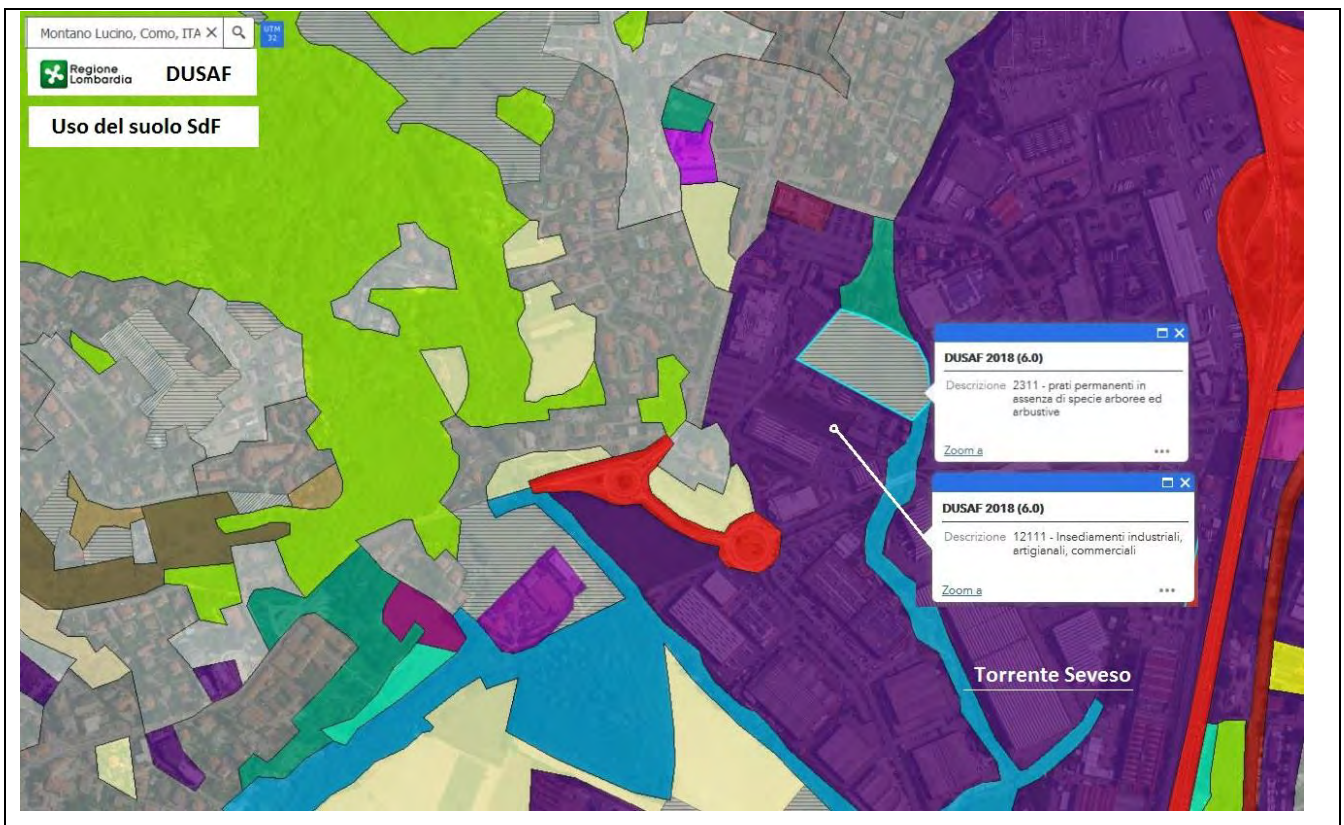 Montano Lucino, Como, ITA
UTM
32
Regione
Lombardia
DUSAF
Uso del suolo SdF
DUSAF 2018 (6.0)
Descrizione 2311 - prati permanenti in
assenza di specie arboree ed
arbustive
Zoom a
DUSAF 2018 (6.0)
Descrizione 12111 - Insediamenti industriali,
artigianali, commerciali
Zoom a
Torrente Seveso